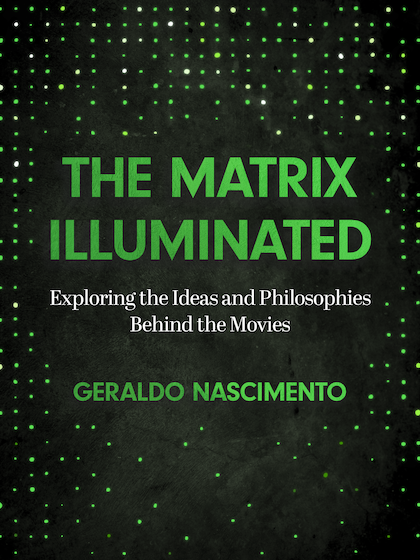 THE MATRIX
ILLUMINATED
Exploring the Ideas and Philosophies
Behind the Movies
GERALDO NASCIMENTO